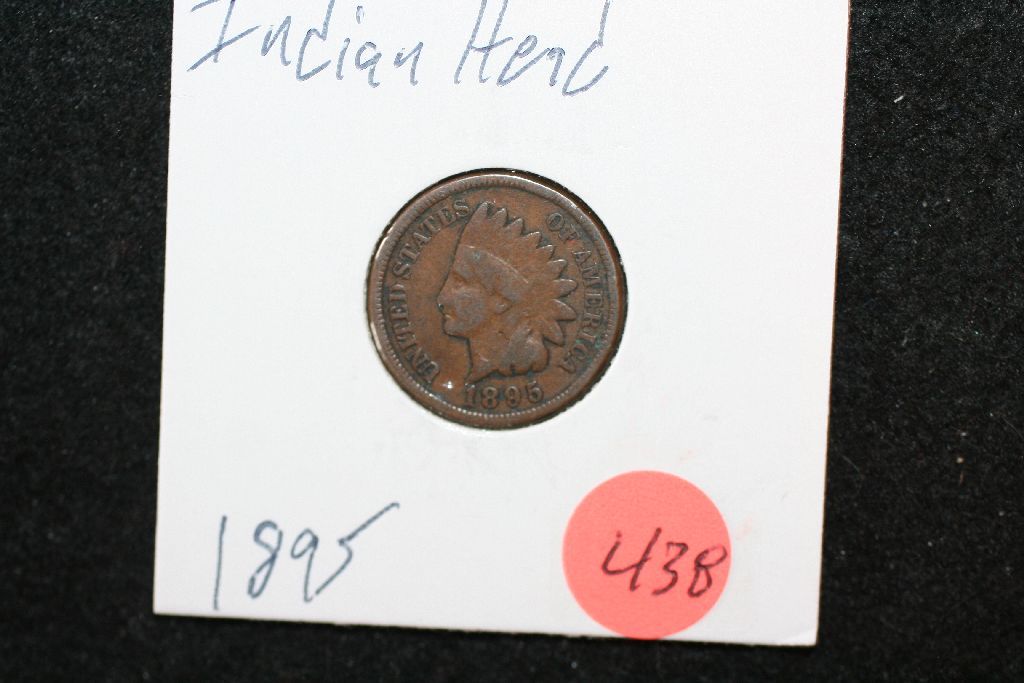 Indian Head
UNITED STATES OF AMERICA
1895
1895
438